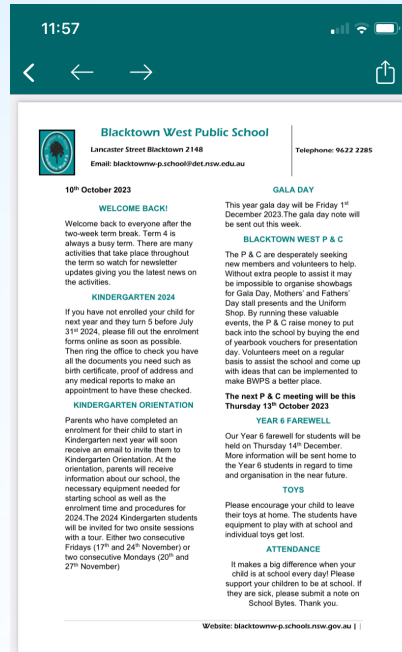 11:57
Blacktown West Public School
Lancaster Street Blacktown 2148
Email: blacktownw-p.school@det.nsw.edu.au
Telephone: 9622 2285
10th October 2023
WELCOME BACK!
Welcome back to everyone after the
two-week term break. Term 4 is
always a busy term. There are many
activities that take place throughout
the term so watch for newsletter
updates giving you the latest news on
the activities.
KINDERGARTEN 2024
If you have not enrolled your child for
next year and they turn 5 before July
31st 2024, please fill out the enrolment
forms online as soon as possible.
Then ring the office to check you have
all the documents you need such as
birth certificate, proof of address and
any medical reports to make an
appointment to have these checked.
KINDERGARTEN ORIENTATION
Parents who have completed an
enrolment for their child to start in
Kindergarten next year will soon
receive an email to invite them to
Kindergarten Orientation. At the
orientation, parents will receive
information about our school, the
necessary equipment needed for
starting school as well as the
enrolment time and procedures for
2024.The 2024 Kindergarten students
will be invited for two onsite sessions
with a tour. Either two consecutive
Fridays (17th and 24th November) or
two consecutive Mondays (20th and
27th November)
GALA DAY
This year gala day will be Friday 1st
December 2023.The gala day note will
be sent out this week.
BLACKTOWN WEST P & C
The P & C are desperately seeking
new members and volunteers to help.
Without extra people to assist it may
be impossible to organise showbags
for Gala Day, Mothers' and Fathers'
Day stall presents and the Uniform
Shop. By running these valuable
events, the P & C raise money to put
back into the school by buying the end
of yearbook vouchers for presentation
day. Volunteers meet on a regular
basis to assist the school and come up
with ideas that can be implemented to
make BWPS a better place.
The next P & C meeting will be this
Thursday 13th October 2023
YEAR 6 FAREWELL
Our Year 6 farewell for students will be
held on Thursday 14th December.
More information will be sent home to
the Year 6 students in regard to time
and organisation in the near future.
TOYS
Please encourage your child to leave
their toys at home. The students have
equipment to play with at school and
individual toys get lost.
ATTENDANCE
It makes a big difference when your
child is at school every day! Please
support your children to be at school. If
they are sick, please submit a note on
School Bytes. Thank you.
Website: blacktownw-p.schools.nsw.gov.au | |